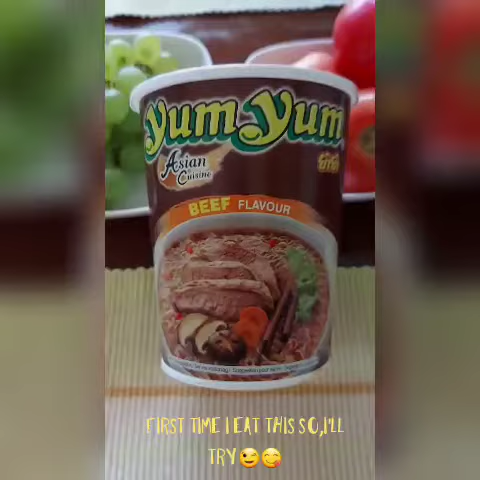 Yum Yum
Asian
Cuisine
ยำยำ
BEEF FLAVOUR
FIRST TIME I EAT THIS SO,I'LL
TRY😉😋